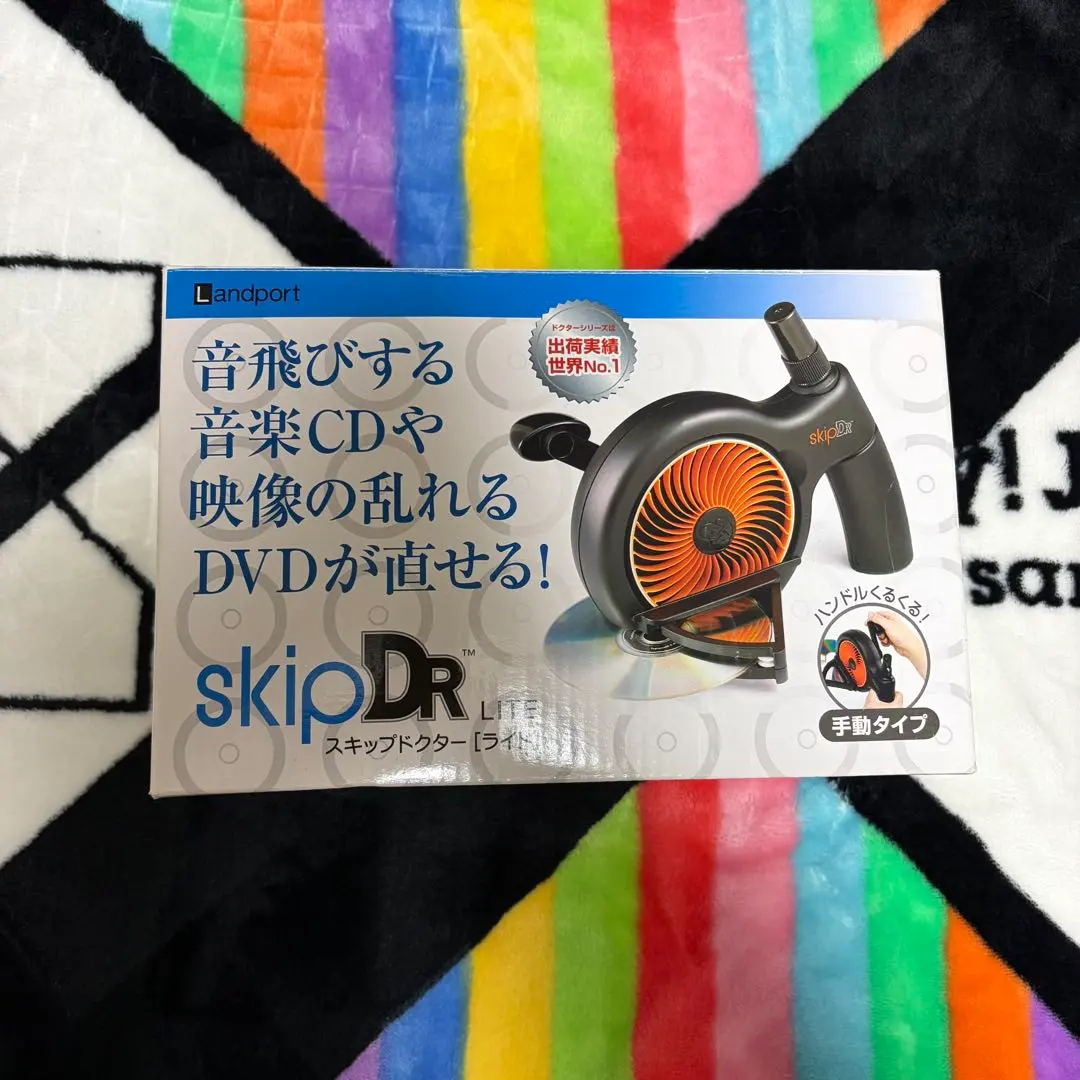 Landport
音飛びする
音楽CDや
映像の乱れる
DVDが直せる!
ドクターシリーズは
出荷実績
世界No.1
skipDR
skipDR™
LITE
スキップドクター [ライト]
ハンドルくるくる!
手動タイプ
! J
sa